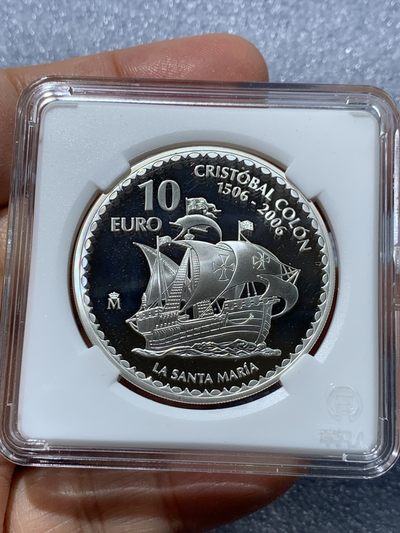 CRISTÓBAL COLÓN
1506 - 2006
10
EURO
M
LA SANTA MARÍA